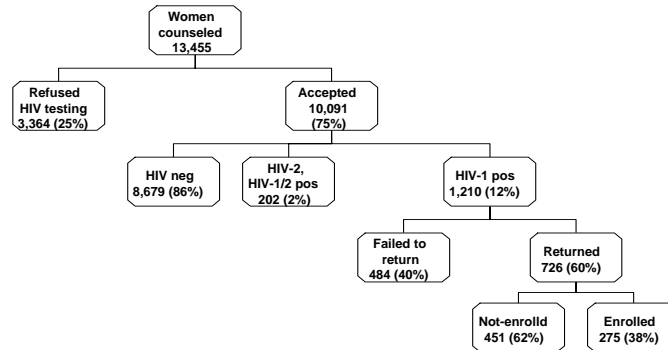 Women
counseled
13,455
Refused
HIV testing
3,364 (25%)
Accepted
10,091
(75%)
HIV neg
8,679 (86%)
HIV-2,
HIV-1/2 pos
202 (2%)
HIV-1 pos
1,210 (12%)
Failed to
return
484 (40%)
Returned
726 (60%)
Not-enrolld
451 (62%)
Enrolled
275 (38%)